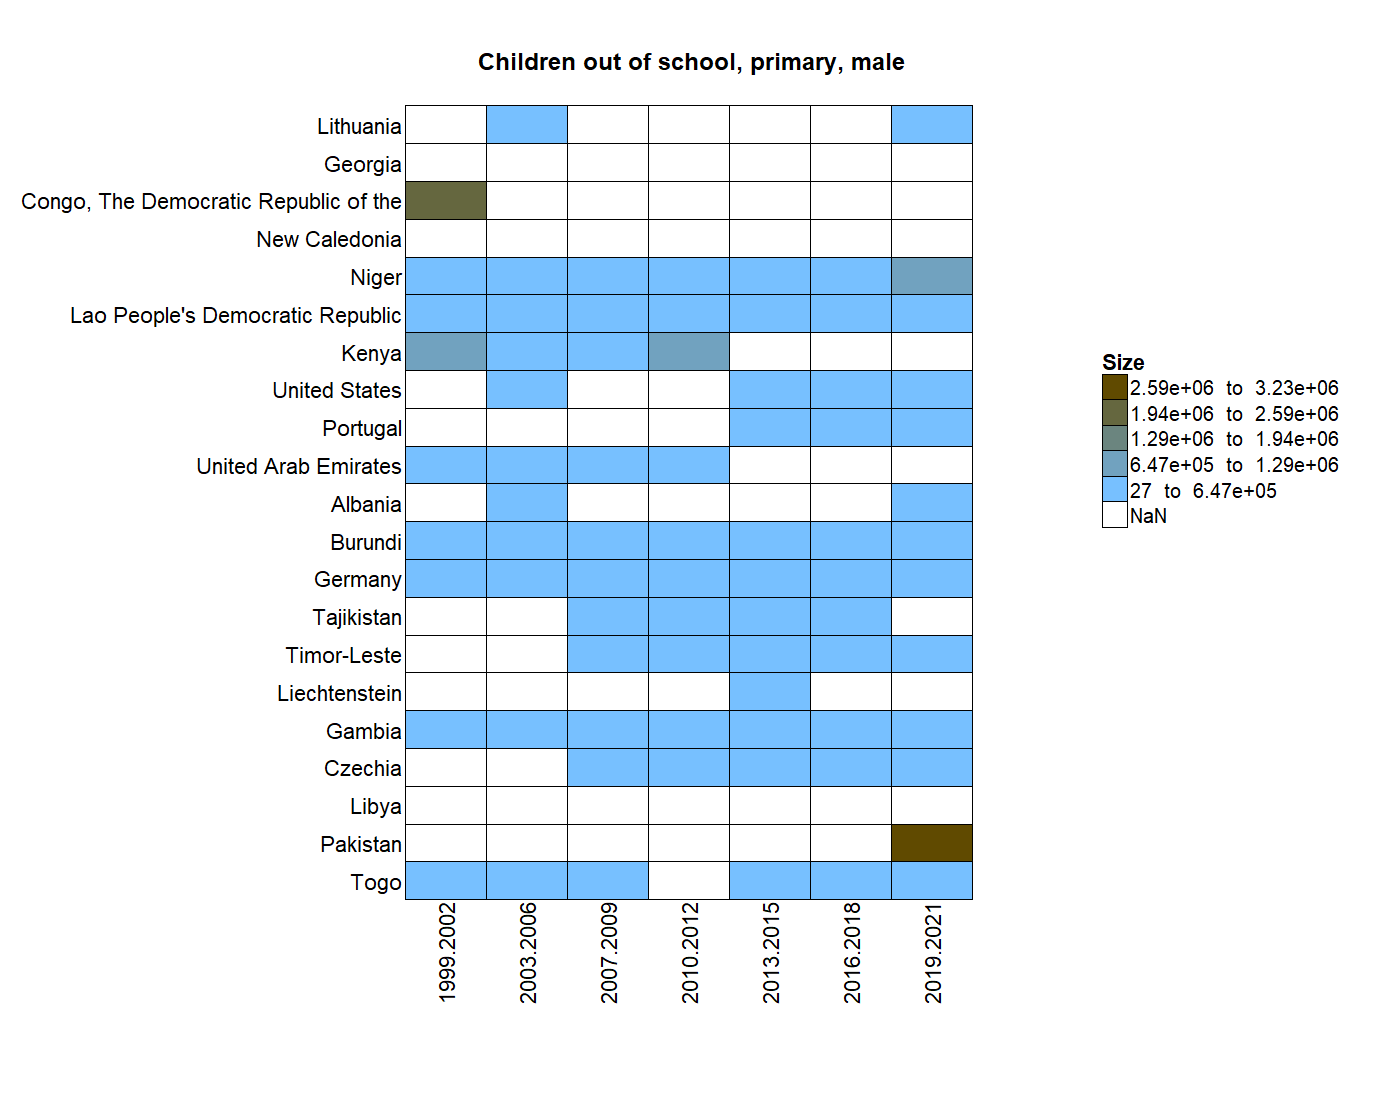 Children out of school, primary, male
Lithuania
Georgia
Congo, The Democratic Republic of the
New Caledonia
Niger
Lao People's Democratic Republic
Kenya
United States
Portugal
United Arab Emirates
Albania
Burundi
Germany
Tajikistan
Timor-Leste
Liechtenstein
Gambia
Czechia
Libya
Pakistan
Togo
1999.2002
2003.2006
2007.2009
2010.2012
2013.2015
2016.2018
2019.2021
Size
2.59e+06 to 3.23e+06
1.94e+06 to 2.59e+06
1.29e+06 to 1.94e+06
6.47e+05 to 1.29e+06
27 to 6.47e+05
NaN